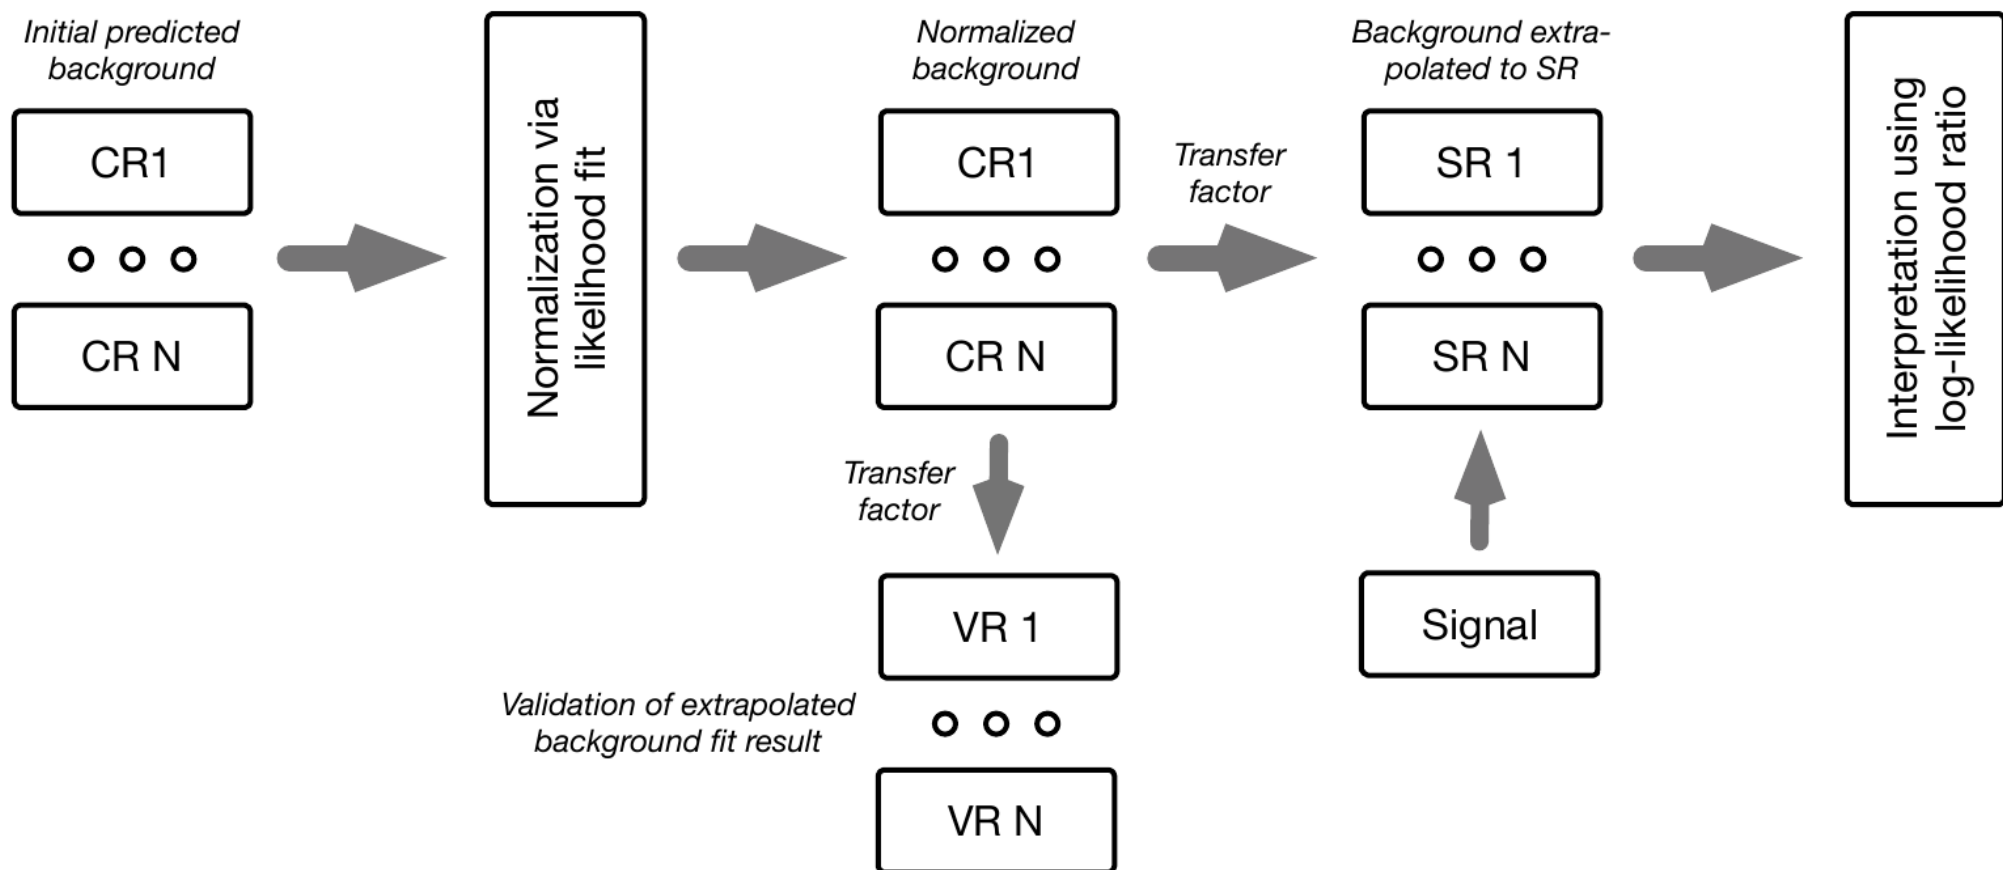 Initial predicted
background
CR1
CR N
Normalization via
likelihood fit
Normalized
background
CR1
CR N
Transfer
factor
Transfer
factor
VR 1
Validation of extrapolated
background fit result
VR N
Background extra-
polated to SR
SR 1
SR N
Signal
Interpretation using
log-likelihood ratio